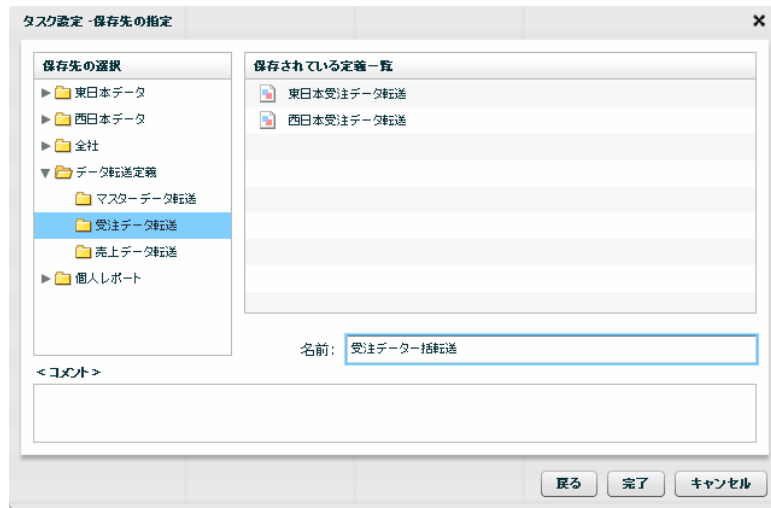 タスク設定 -保存先の指定
保存先の選択
東日本データ
西日本データ
全社
データ転送定義
マスターデータ転送
受注データ転送
売上データ転送
個人レポート
保存されている定義一覧
東日本受注データ転送
西日本受注データ転送
名前:
受注データ一括転送
<コメント>
戻る
完了
キャンセル